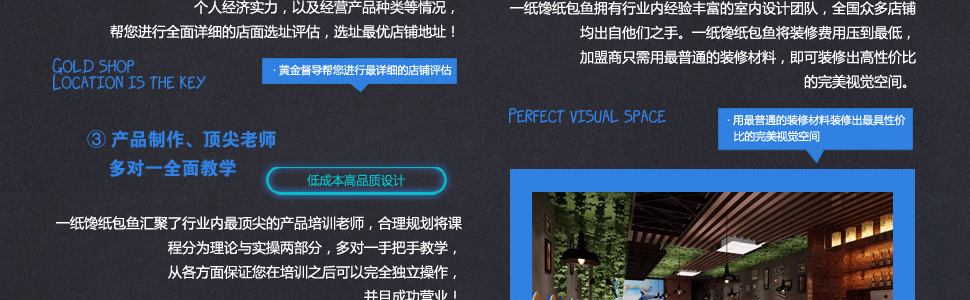 个人经济实力，以及经营产品种类等情况，
帮您进行全面详细的店面选址评估，选址最优店铺地址！
GOLD SHOP
LOCATION IS THE KEY
· 黄金督导帮您进行最详细的店铺评估
③ 产品制作、顶尖老师
多对一全面教学
低成本高品质设计
一纸馋纸包鱼汇聚了行业内最顶尖的产品培训老师，合理规划将课
程分为理论与实操两部分，多对一手把手教学，
从各方面保证您在培训之后可以完全独立操作，
并且成功营业！
一纸馋纸包鱼拥有行业内经验丰富的室内设计团队，全国众多店铺
均出自他们之手。一纸馋纸包鱼将装修费用压到最低，
加盟商只需用最普通的装修材料，即可装修出高性价比
的完美视觉空间。
PERFECT VISUAL SPACE
· 用最普通的装修材料装修出最具性价
比的完美视觉空间